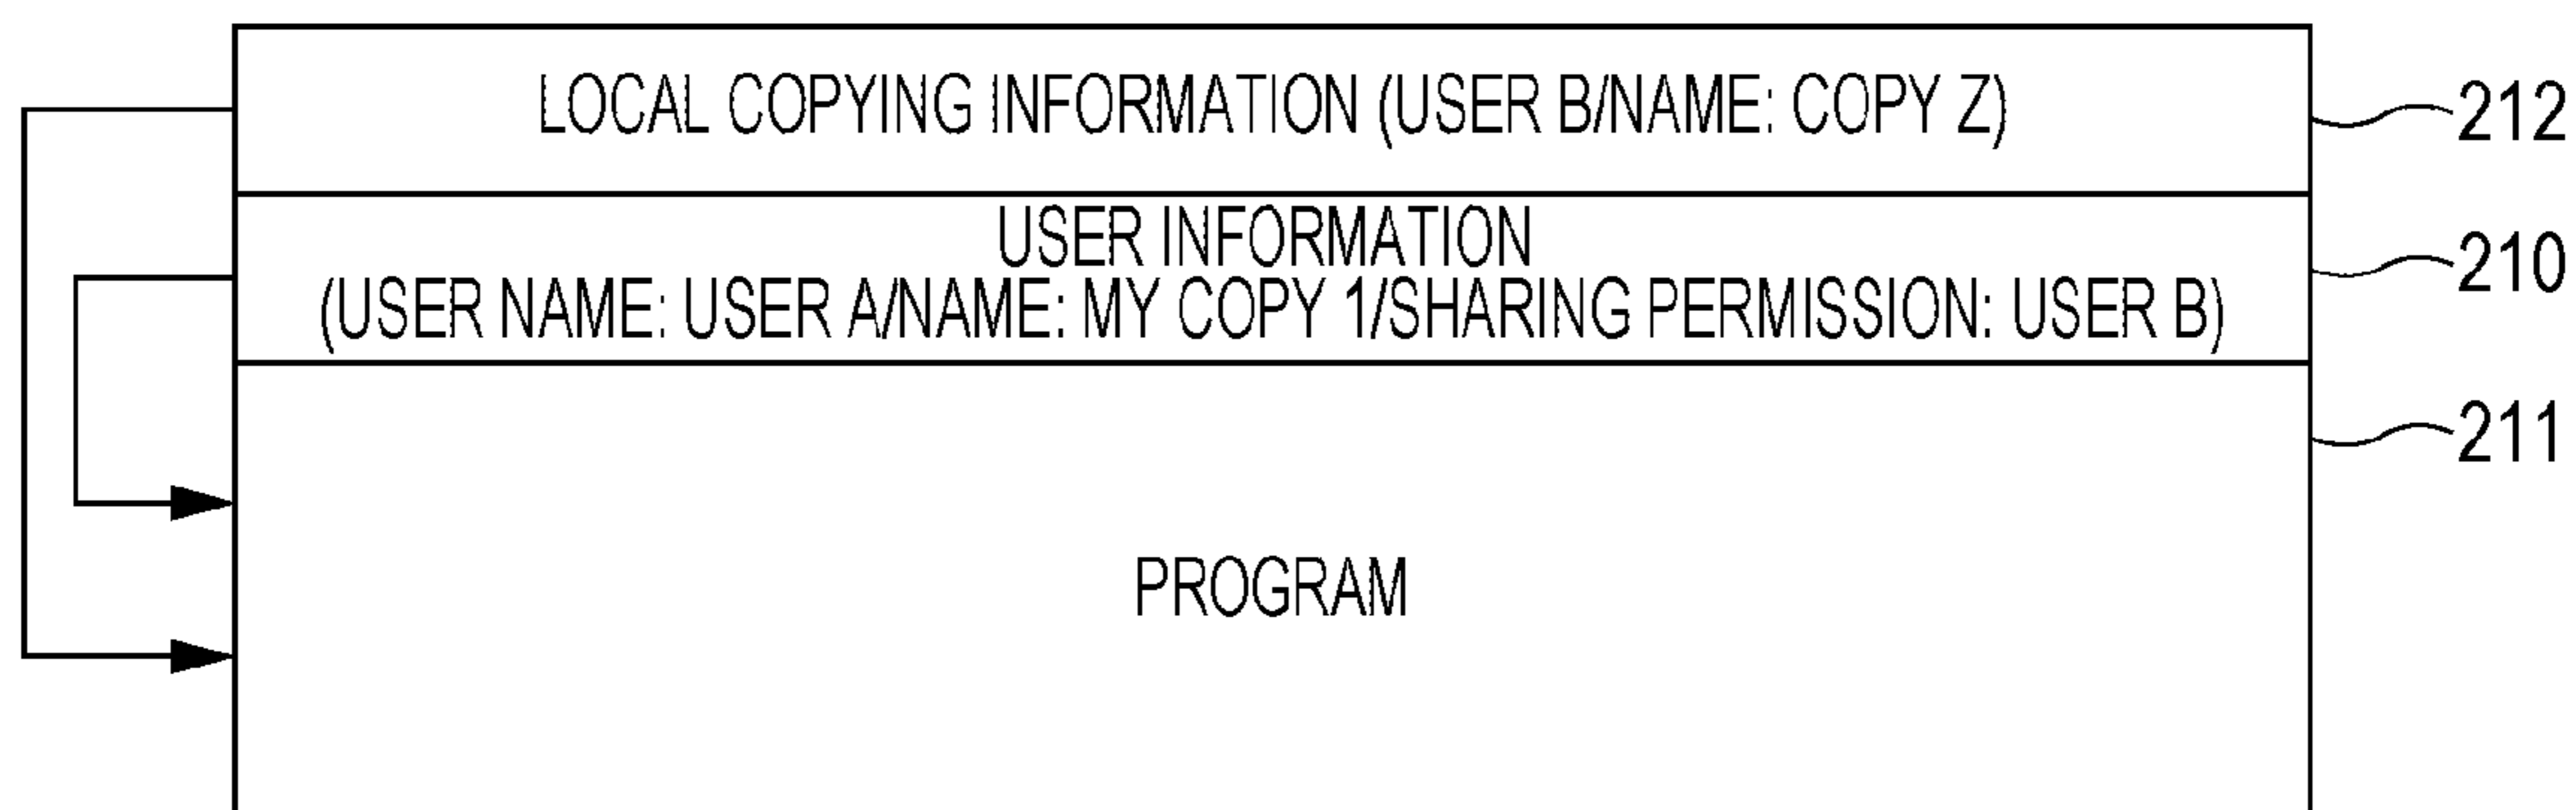 LOCAL COPYING INFORMATION (USER B/NAME: COPY Z)
212
USER INFORMATION
(USER NAME: USER A/NAME: MY COPY 1/SHARING PERMISSION: USER B)
210
211
PROGRAM